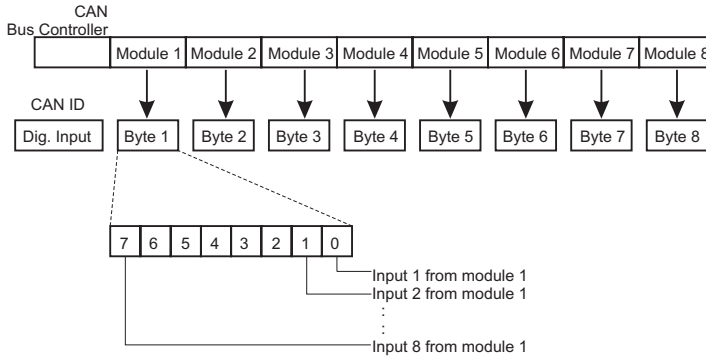 CAN
Bus Controller
Module 1 Module 2 Module 3 Module 4 Module 5 Module 6 Module 7 Module 8
CAN ID
Dig. Input Byte 1 Byte 2 Byte 3 Byte 4 Byte 5 Byte 6 Byte 7 Byte 8
7 6 5 4 3 2 1 0
Input 1 from module 1
Input 2 from module 1
Input 8 from module 1